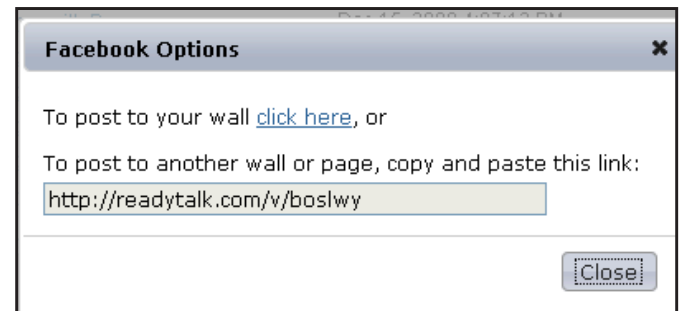 Facebook Options
To post to your wall click here, or
To post to another wall or page, copy and paste this link:
http://readytalk.com/v/boslwy
Close